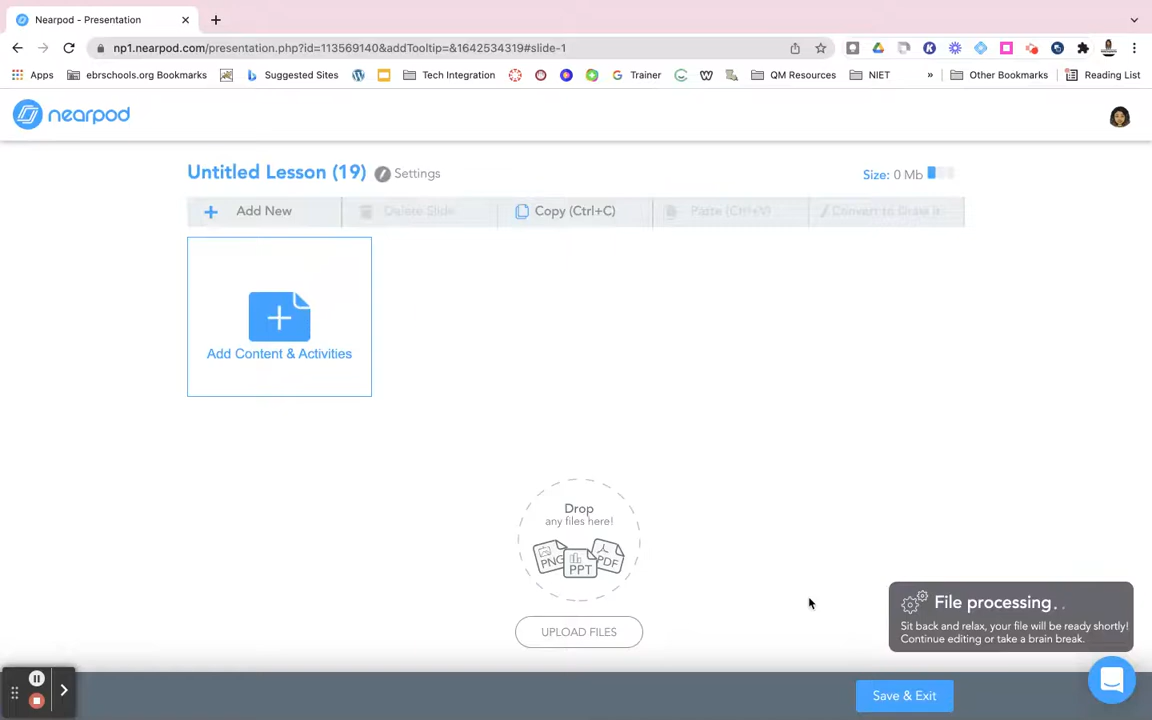 Nearpod - Presentation
np1.nearpod.com/presentation.php?id=113569140&addTooltip=&1642534319#slide-1
Apps
ebrschools.org Bookmarks
Suggested Sites
Tech Integration
Trainer
QM Resources
NIET
»
Other Bookmarks
Reading List
nearpod
Untitled Lesson (19)
Settings
Size: 0 Mb
Add New
Delete Slide
Copy (Ctrl+C)
Paste (Ctrl+V)
Convert to Draw it
Add Content & Activities
Drop
any files here!
PNG
PPT
PDF
UPLOAD FILES
File processing. .
Sit back and relax, your file will be ready shortly!
Continue editing or take a brain break.
Save & Exit